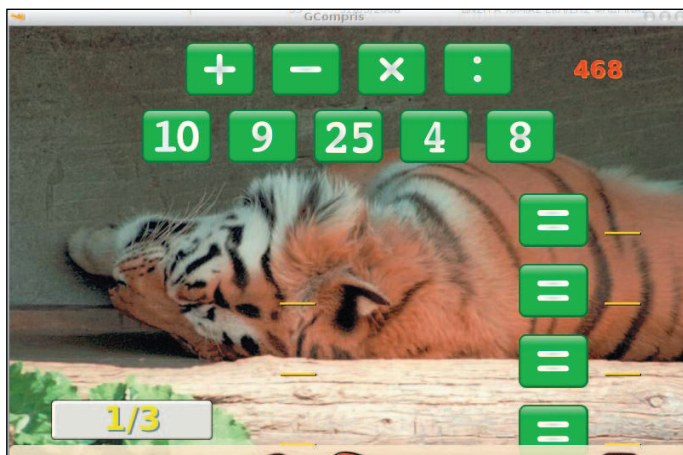 GCompris
+ − × : 468
10 9 25 4 8
=
=
=
1/3 =